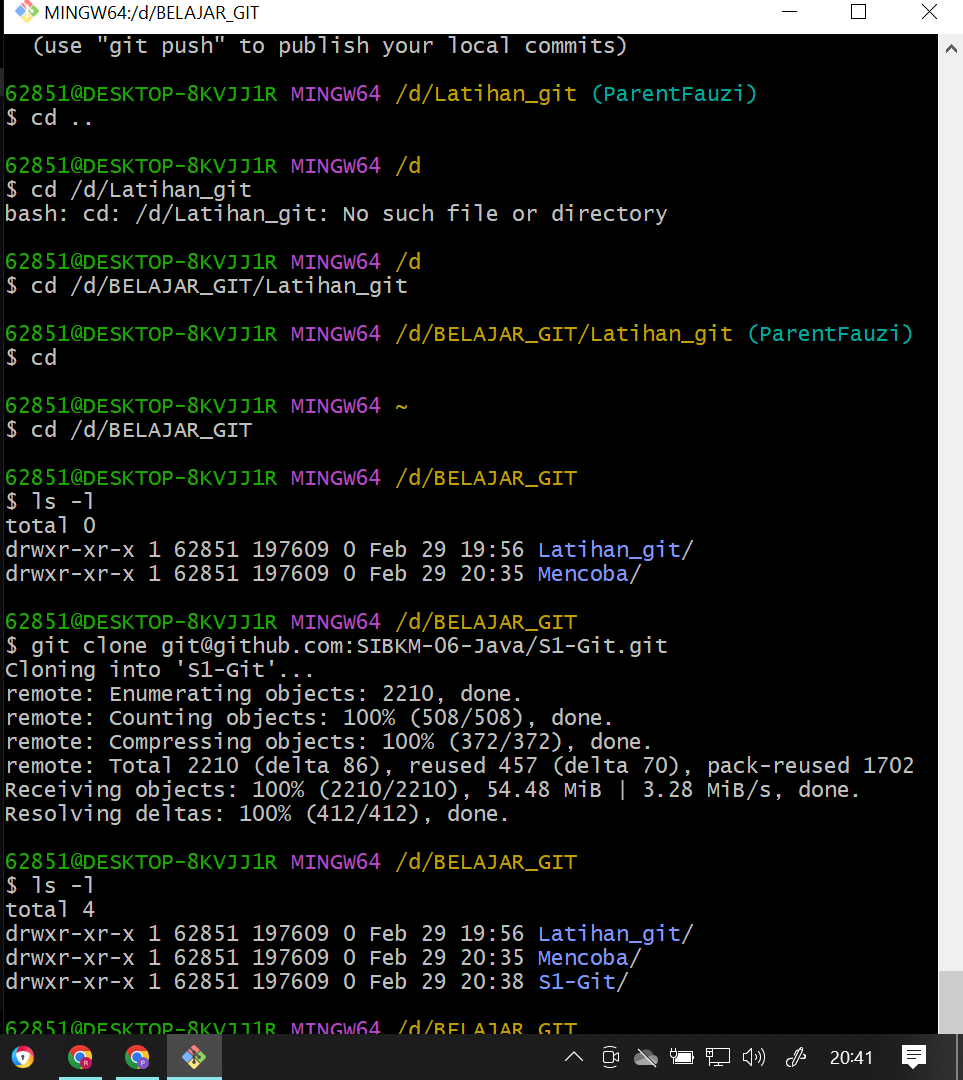 MINGW64:/d/BELAJAR_GIT
(use "git push" to publish your local commits)
62851@DESKTOP-8KVJJ1R MINGW64 /d/Latihan_git (ParentFauzi)
$ cd ..
62851@DESKTOP-8KVJJ1R MINGW64 /d
$ cd /d/Latihan_git
bash: cd: /d/Latihan_git: No such file or directory
62851@DESKTOP-8KVJJ1R MINGW64 /d
$ cd /d/BELAJAR_GIT/Latihan_git
62851@DESKTOP-8KVJJ1R MINGW64 /d/BELAJAR_GIT/Latihan_git (ParentFauzi)
$ cd
62851@DESKTOP-8KVJJ1R MINGW64 ~
$ cd /d/BELAJAR_GIT
62851@DESKTOP-8KVJJ1R MINGW64 /d/BELAJAR_GIT
$ ls -l
total 0
drwxr-xr-x 1 62851 197609 0 Feb 29 19:56 Latihan_git/
drwxr-xr-x 1 62851 197609 0 Feb 29 20:35 Mencoba/
62851@DESKTOP-8KVJJ1R MINGW64 /d/BELAJAR_GIT
$ git clone git@github.com:SIBKM-06-Java/S1-Git.git
Cloning into 'S1-Git'...
remote: Enumerating objects: 2210, done.
remote: Counting objects: 100% (508/508), done.
remote: Compressing objects: 100% (372/372), done.
remote: Total 2210 (delta 86), reused 457 (delta 70), pack-reused 1702
Receiving objects: 100% (2210/2210), 54.48 MiB | 3.28 MiB/s, done.
Resolving deltas: 100% (412/412), done.
62851@DESKTOP-8KVJJ1R MINGW64 /d/BELAJAR_GIT
$ ls -l
total 4
drwxr-xr-x 1 62851 197609 0 Feb 29 19:56 Latihan_git/
drwxr-xr-x 1 62851 197609 0 Feb 29 20:35 Mencoba/
drwxr-xr-x 1 62851 197609 0 Feb 29 20:38 S1-Git/
62851@DESKTOP-8KVJJ1R MINGW64 /d/BELAJAR_GIT
20:41